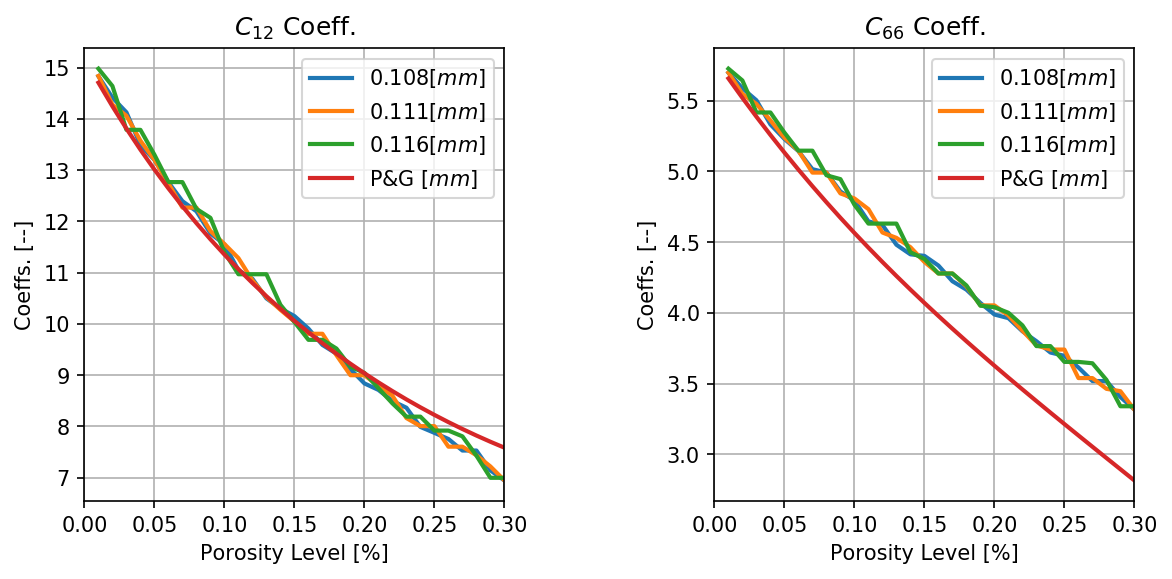 C12 Coeff.
15
14
13
12
11
10
9
8
7
Coeffs. [--]
0.108[mm]
0.111[mm]
0.116[mm]
P&G [mm]
0.00 0.05 0.10 0.15 0.20 0.25 0.30
Porosity Level [%]
C66 Coeff.
5.5
5.0
4.5
4.0
3.5
3.0
Coeffs. [--]
0.108[mm]
0.111[mm]
0.116[mm]
P&G [mm]
0.00 0.05 0.10 0.15 0.20 0.25 0.30
Porosity Level [%]